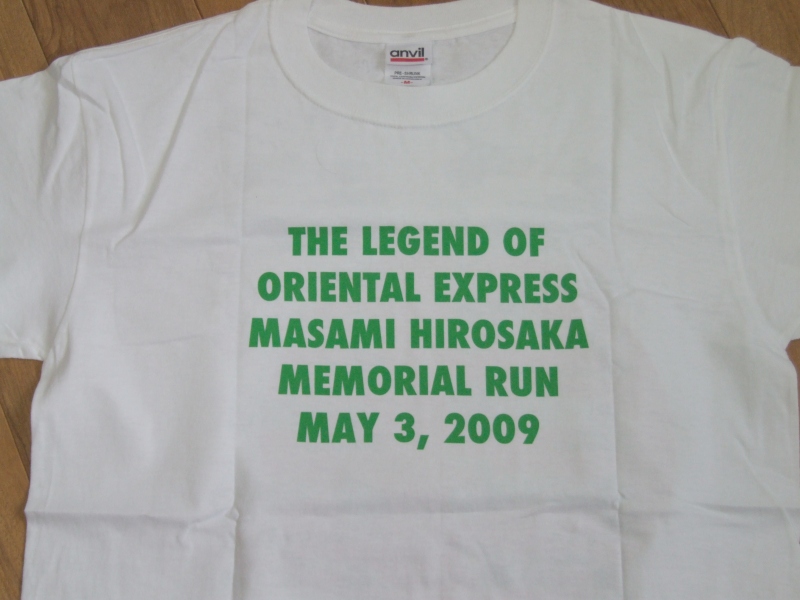 anvil
THE LEGEND OF
ORIENTAL EXPRESS
MASAMI HIROSAKA
MEMORIAL RUN
MAY 3, 2009